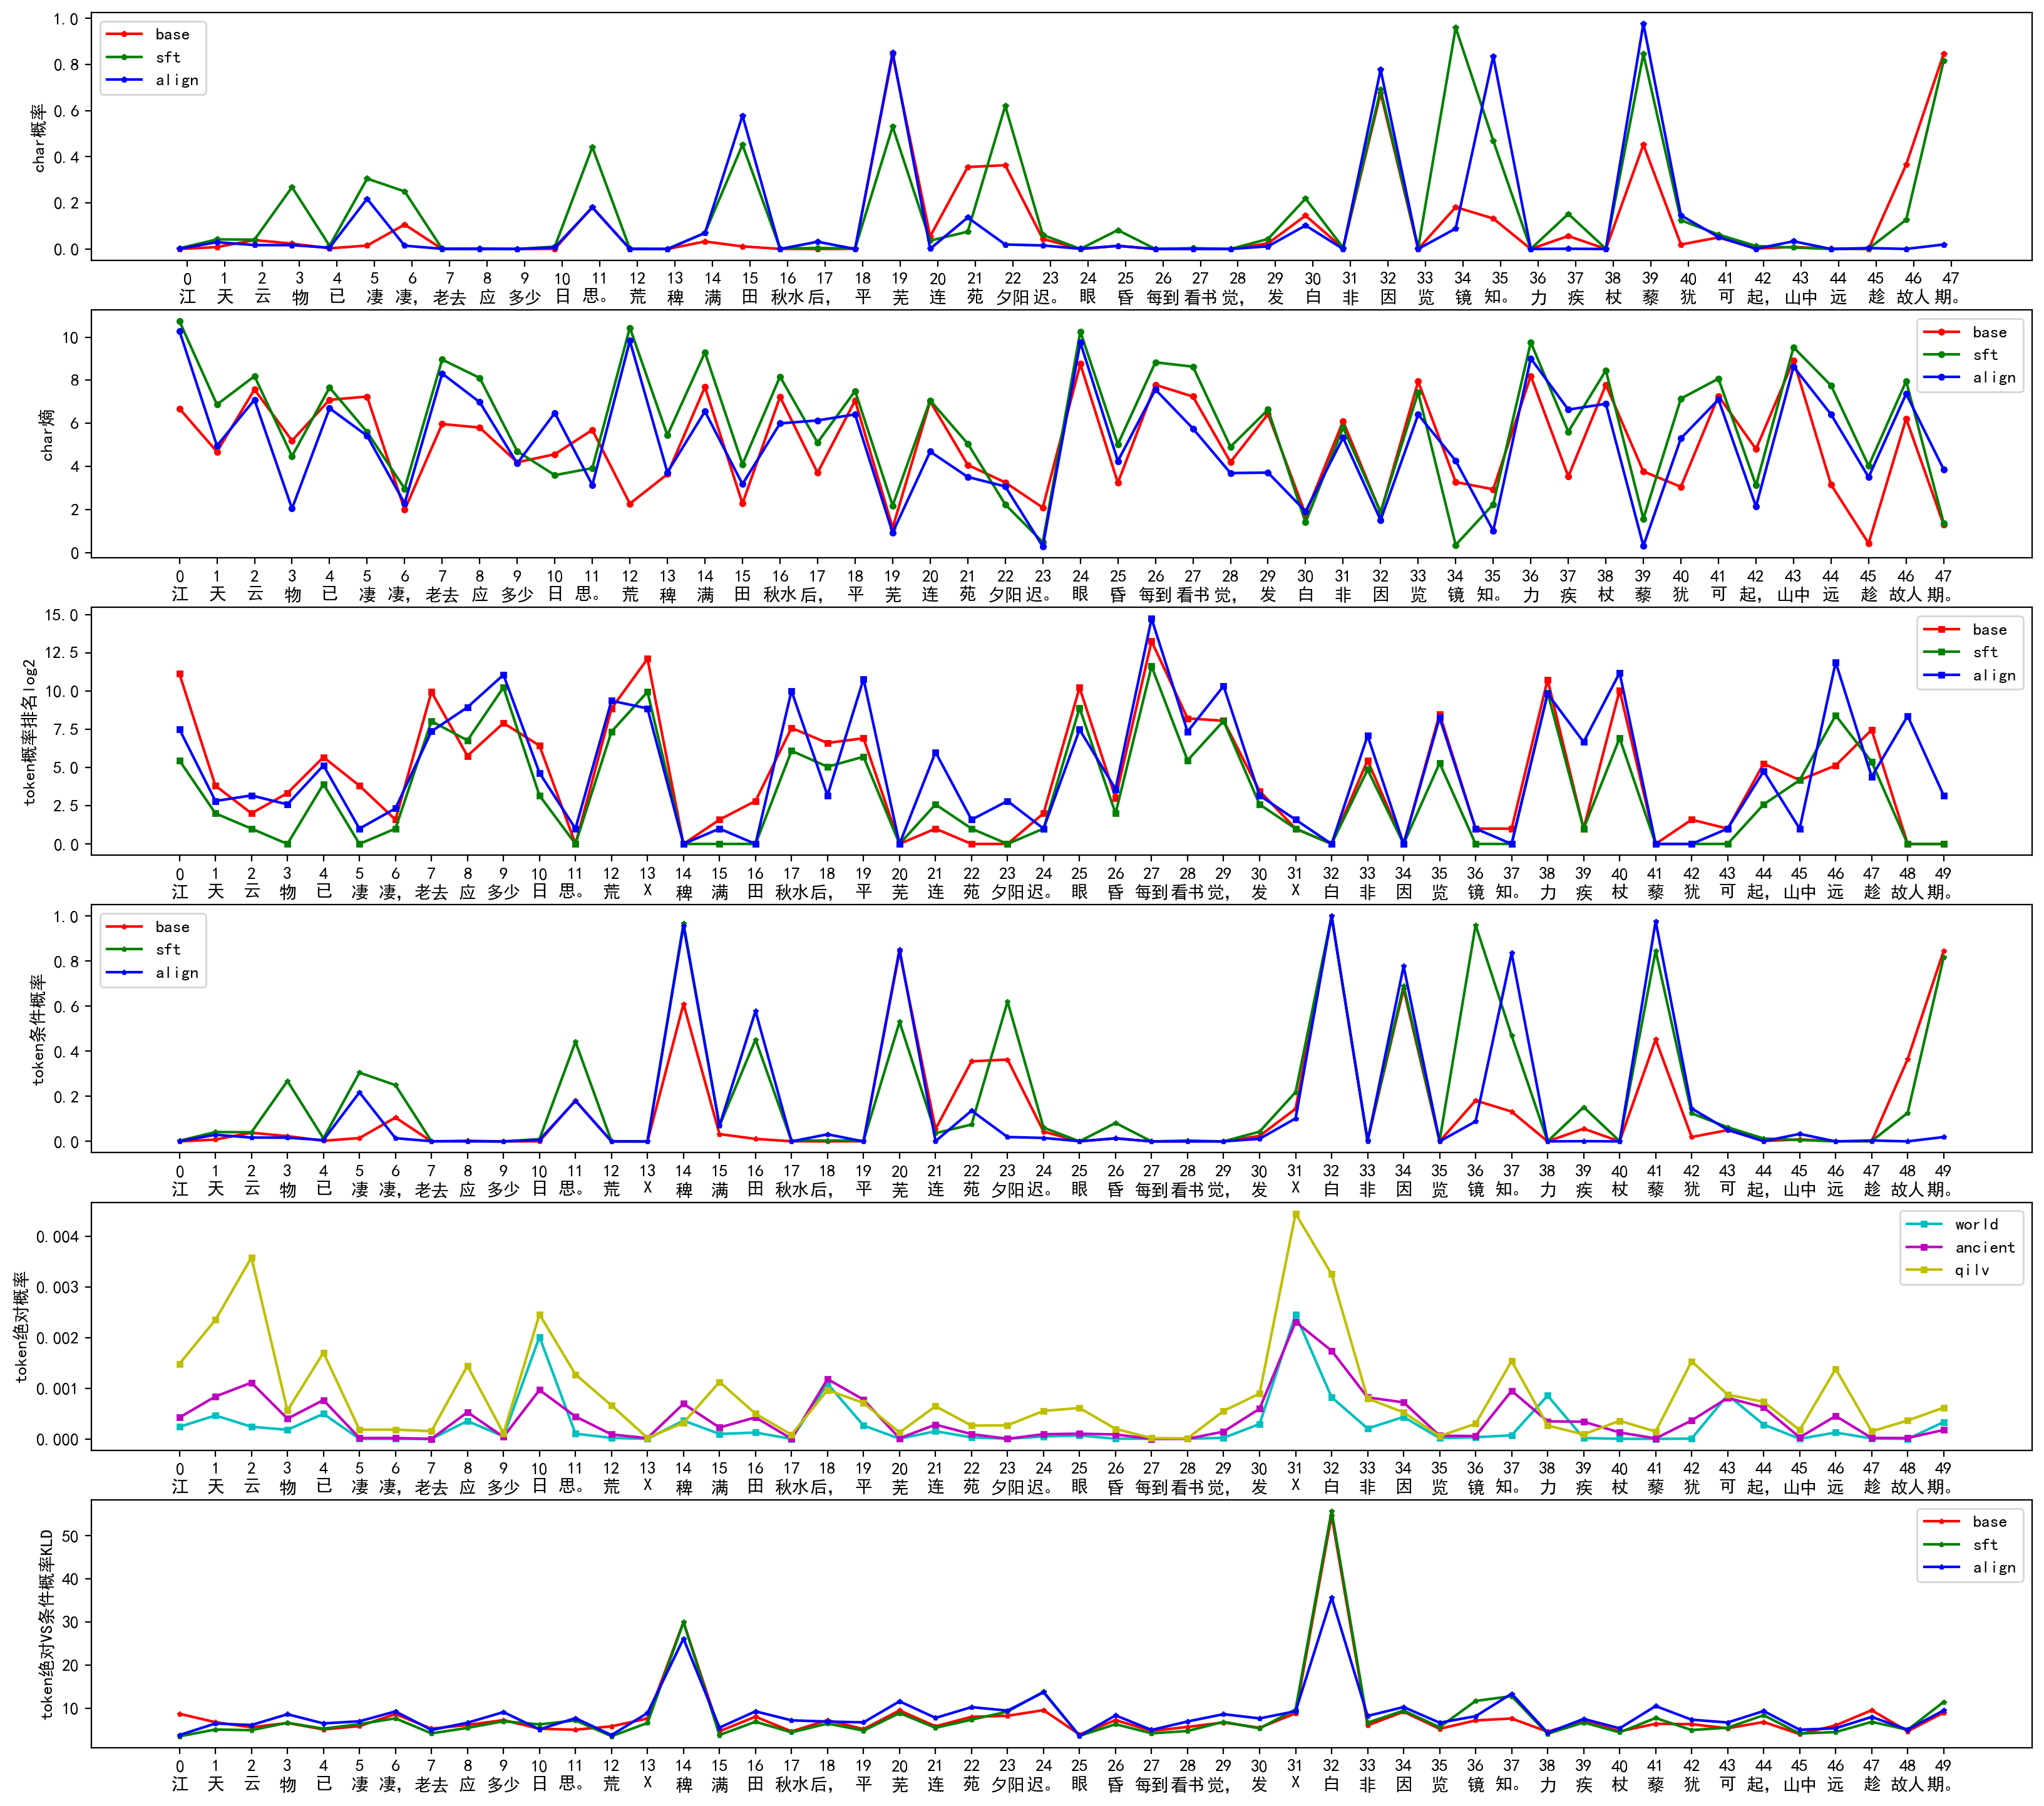 char概率
1.0
0.8
0.6
0.4
0.2
0.0
base
sft
align
0 1 2 3 4 5 6 7 8 9 10 11 12 13 14 15 16 17 18 19 20 21 22 23 24 25 26 27 28 29 30 31 32 33 34 35 36 37 38 39 40 41 42 43 44 45 46 47
江 天 云 物 已 凄 凄， 老去 应 多少 日 思。 荒 稗 满 田 秋水 后， 平 芜 连 苑 夕阳 迟。 眼 昏 每到 看书 觉， 发 白 非 因 览 镜 知。 力 疾 杖 藜 犹 可 起， 山中 远 趁 故人 期。
char熵
10
8
6
4
2
0
base
sft
align
0 1 2 3 4 5 6 7 8 9 10 11 12 13 14 15 16 17 18 19 20 21 22 23 24 25 26 27 28 29 30 31 32 33 34 35 36 37 38 39 40 41 42 43 44 45 46 47
江 天 云 物 已 凄 凄， 老去 应 多少 日 思。 荒 稗 满 田 秋水 后， 平 芜 连 苑 夕阳 迟。 眼 昏 每到 看书 觉， 发 白 非 因 览 镜 知。 力 疾 杖 藜 犹 可 起， 山中 远 趁 故人 期。
token概率排名log2
15.0
12.5
10.0
7.5
5.0
2.5
0.0
base
sft
align
0 1 2 3 4 5 6 7 8 9 10 11 12 13 14 15 16 17 18 19 20 21 22 23 24 25 26 27 28 29 30 31 32 33 34 35 36 37 38 39 40 41 42 43 44 45 46 47 48 49
江 天 云 物 已 凄 凄， 老去 应 多少 日 思。 荒 X 稗 满 田 秋水 后， 平 芜 连 苑 夕阳 迟。 眼 昏 每到 看书 觉， 发 X 白 非 因 览 镜 知。 力 疾 杖 藜 犹 可 起， 山中 远 趁 故人 期。
token条件概率
1.0
0.8
0.6
0.4
0.2
0.0
base
sft
align
0 1 2 3 4 5 6 7 8 9 10 11 12 13 14 15 16 17 18 19 20 21 22 23 24 25 26 27 28 29 30 31 32 33 34 35 36 37 38 39 40 41 42 43 44 45 46 47 48 49
江 天 云 物 已 凄 凄， 老去 应 多少 日 思。 荒 X 稗 满 田 秋水 后， 平 芜 连 苑 夕阳 迟。 眼 昏 每到 看书 觉， 发 X 白 非 因 览 镜 知。 力 疾 杖 藜 犹 可 起， 山中 远 趁 故人 期。
token绝对概率
0.004
0.003
0.002
0.001
0.000
world
ancient
qilv
0 1 2 3 4 5 6 7 8 9 10 11 12 13 14 15 16 17 18 19 20 21 22 23 24 25 26 27 28 29 30 31 32 33 34 35 36 37 38 39 40 41 42 43 44 45 46 47 48 49
江 天 云 物 已 凄 凄， 老去 应 多少 日 思。 荒 X 稗 满 田 秋水 后， 平 芜 连 苑 夕阳 迟。 眼 昏 每到 看书 觉， 发 X 白 非 因 览 镜 知。 力 疾 杖 藜 犹 可 起， 山中 远 趁 故人 期。
token绝对VS条件概率KLD
50
40
30
20
10
base
sft
align
0 1 2 3 4 5 6 7 8 9 10 11 12 13 14 15 16 17 18 19 20 21 22 23 24 25 26 27 28 29 30 31 32 33 34 35 36 37 38 39 40 41 42 43 44 45 46 47 48 49
江 天 云 物 已 凄 凄， 老去 应 多少 日 思。 荒 X 稗 满 田 秋水 后， 平 芜 连 苑 夕阳 迟。 眼 昏 每到 看书 觉， 发 X 白 非 因 览 镜 知。 力 疾 杖 藜 犹 可 起， 山中 远 趁 故人 期。